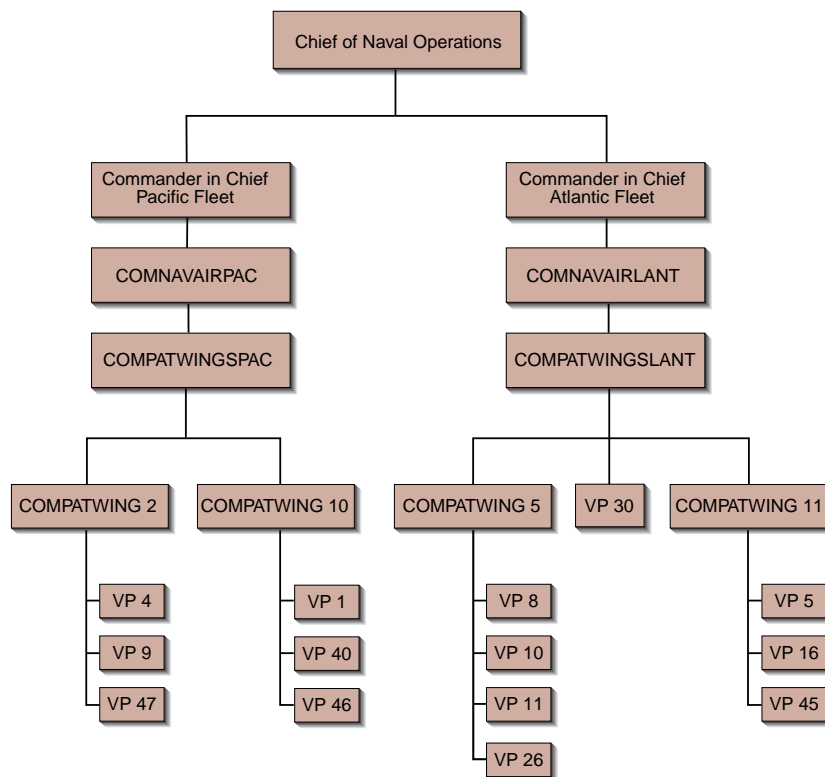 Chief of Naval Operations
Commander in Chief
Pacific Fleet
Commander in Chief
Atlantic Fleet
COMNAVAIRPAC
COMNAVAIRLANT
COMPATWINGSPAC
COMPATWINGSLANT
COMPATWING 2
COMPATWING 10
COMPATWING 5
VP 30
COMPATWING 11
VP 4
VP 1
VP 8
VP 5
VP 9
VP 40
VP 10
VP 16
VP 47
VP 46
VP 11
VP 45
VP 26